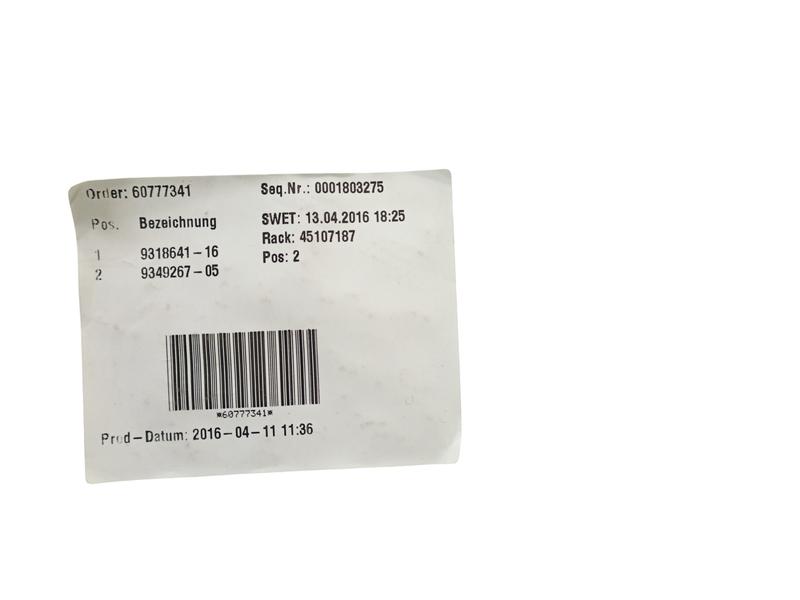 Order: 60777341 Seq.Nr.: 0001803275
Pos. Bezeichnung SWET: 13.04.2016 18:25
Rack: 45107187
1 9318641-16 Pos: 2
2 9349267-05
*60777341*
Prod-Datum: 2016-04-11 11:36